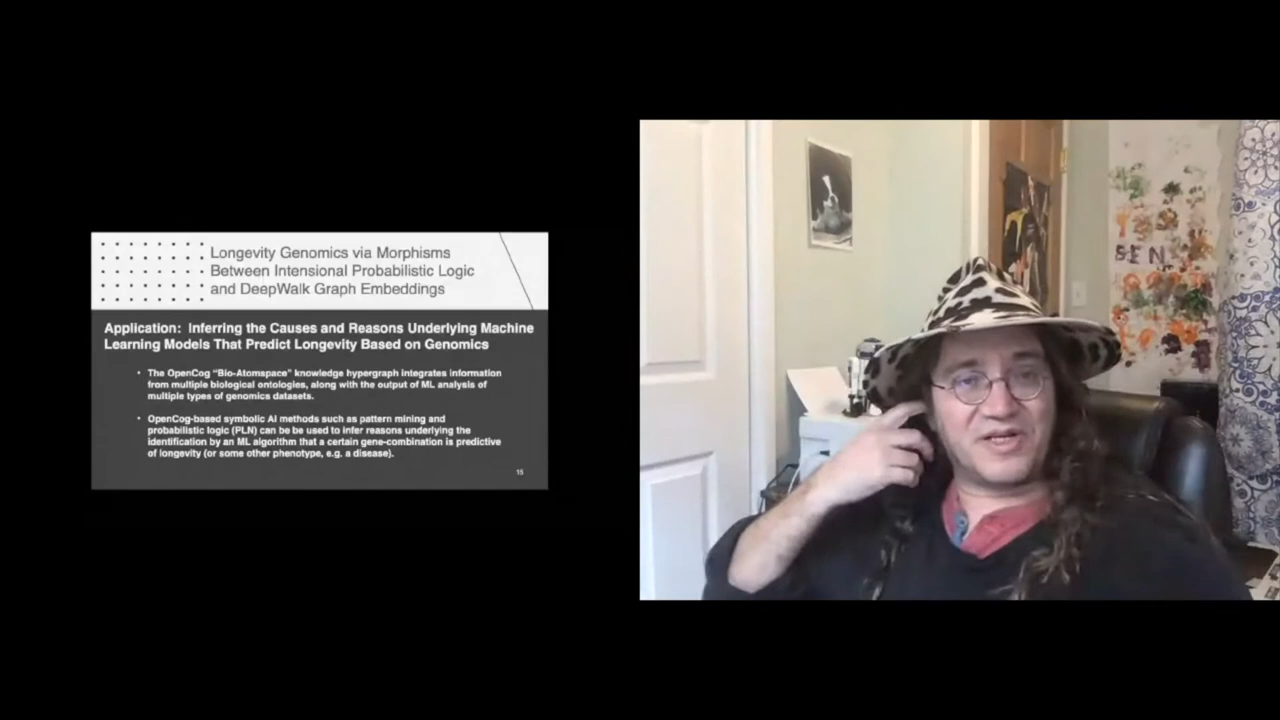 Longevity Genomics via Morphisms
Between Intensional Probabilistic Logic
and DeepWalk Graph Embeddings
Application: Inferring the Causes and Reasons Underlying Machine
Learning Models That Predict Longevity Based on Genomics
• The OpenCog “Bio-Atomspace” knowledge hypergraph integrates information
from multiple biological ontologies, along with the output of ML analysis of
multiple types of genomics datasets.
• OpenCog-based symbolic AI methods such as pattern mining and
probabilistic logic (PLN) can be be used to infer reasons underlying the
identification by an ML algorithm that a certain gene-combination is predictive
of longevity (or some other phenotype, e.g. a disease).
15
BEN